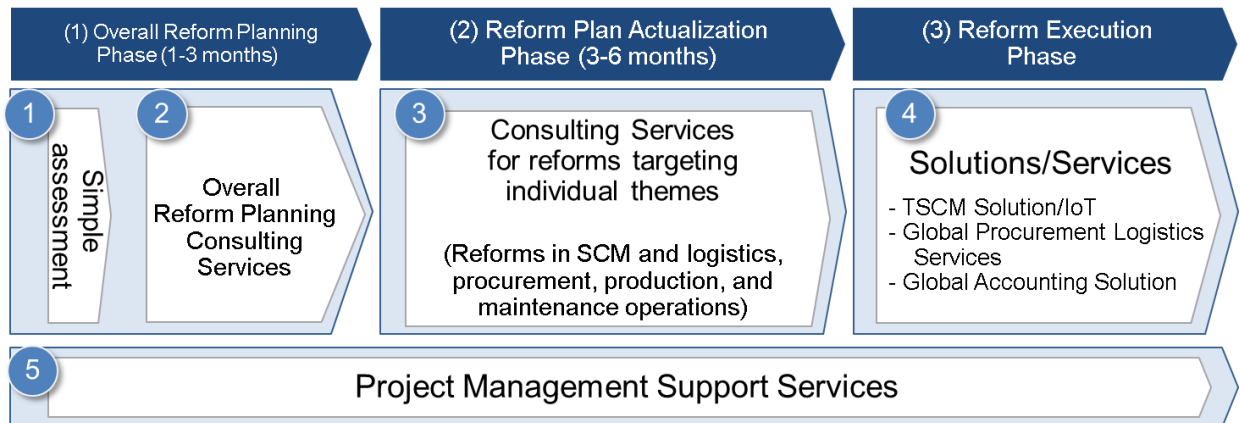 (1) Overall Reform Planning
Phase (1-3 months)
(2) Reform Plan Actualization
Phase (3-6 months)
(3) Reform Execution
Phase
1
Simple
assessment
2
Overall
Reform Planning
Consulting
Services
3
Consulting Services
for reforms targeting
individual themes
(Reforms in SCM and logistics,
procurement, production, and
maintenance operations)
4
Solutions/Services
- TSCM Solution/IoT
- Global Procurement Logistics
Services
- Global Accounting Solution
5
Project Management Support Services